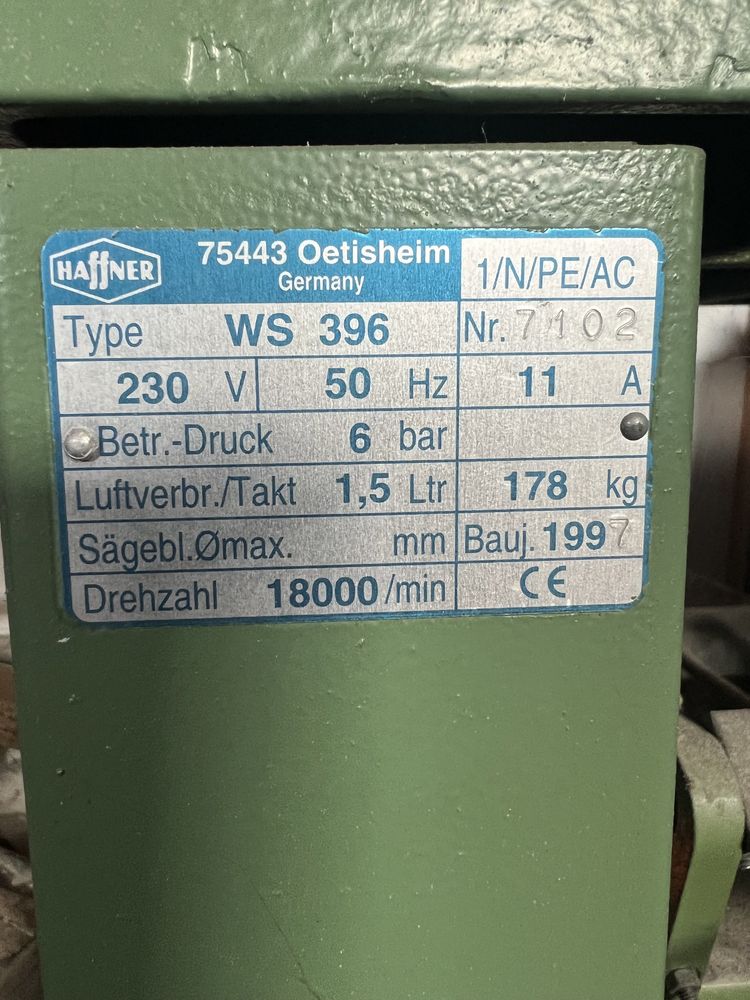 HAFFNER
75443 Oetisheim
Germany
1/N/PE/AC
Type WS 396 Nr. 7102
230 V 50 Hz 11 A
Betr.-Druck 6 bar
Luftverbr./Takt 1,5 Ltr 178 kg
Sägebl.Ømax. mm Bauj. 1997
Drehzahl 18000/min CE